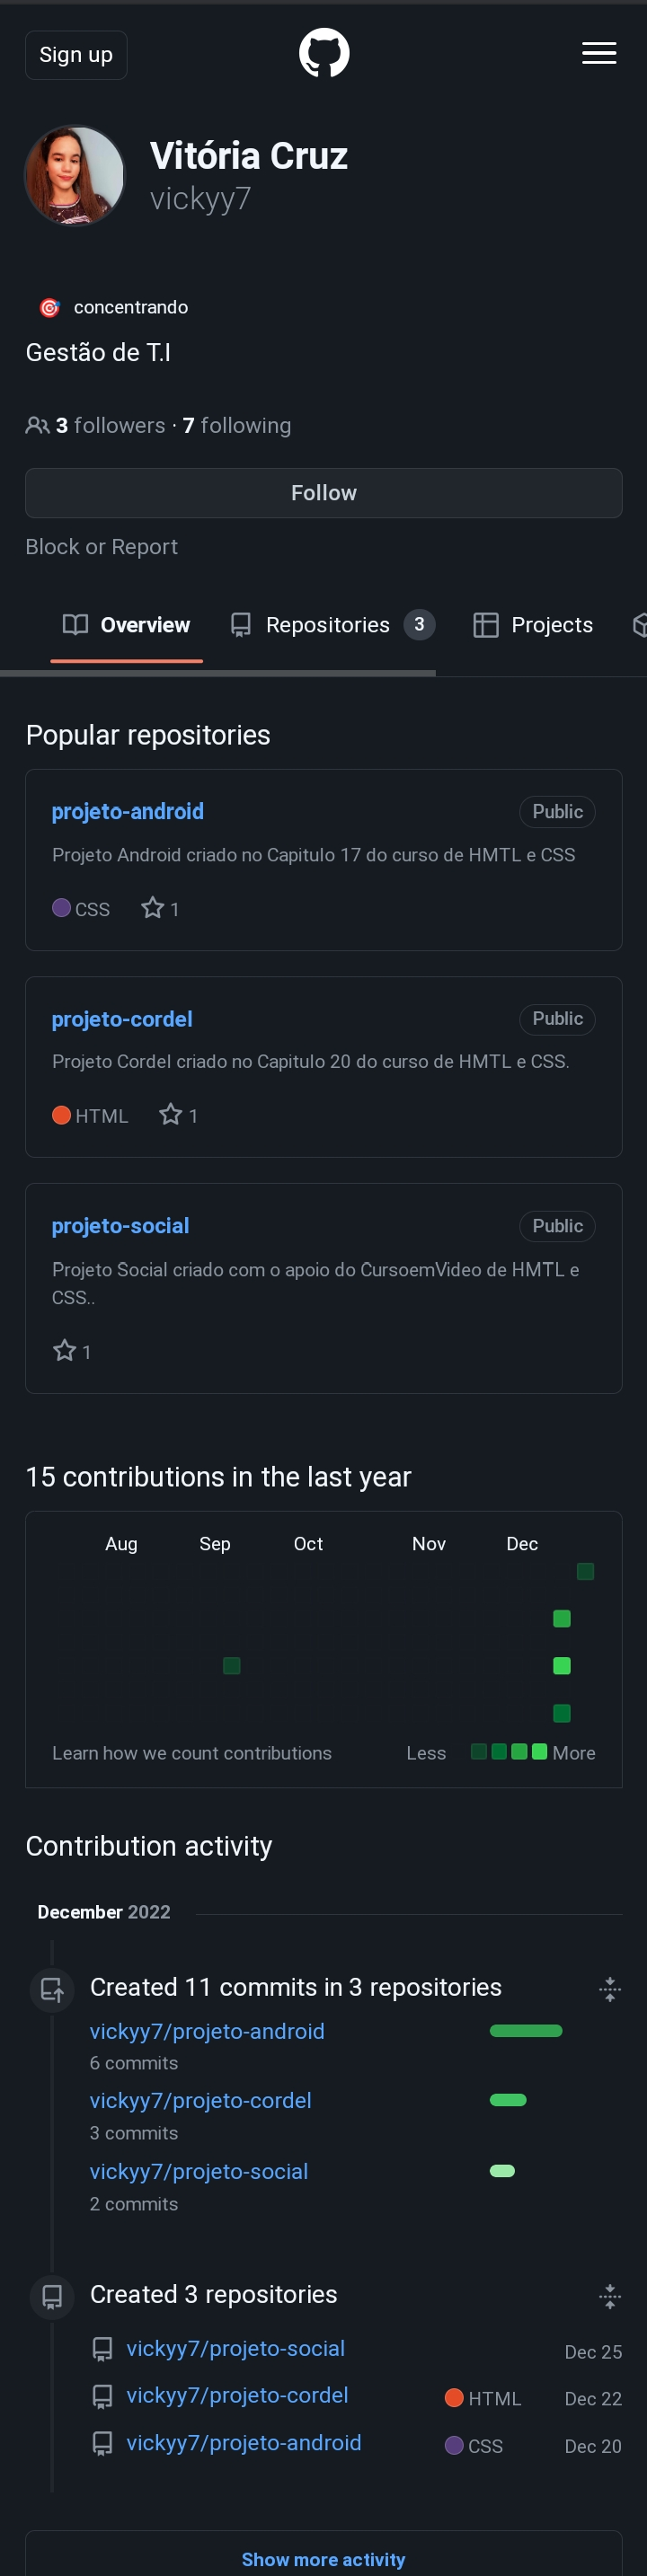 Sign up
Vitória Cruz
vickyy7
concentrando
Gestão de T.I
3 followers · 7 following
Follow
Block or Report
Overview Repositories 3 Projects
Popular repositories
projeto-android Public
Projeto Android criado no Capitulo 17 do curso de HMTL e CSS
CSS 1
projeto-cordel Public
Projeto Cordel criado no Capitulo 20 do curso de HMTL e CSS.
HTML 1
projeto-social Public
Projeto Social criado com o apoio do CursoemVideo de HMTL e
CSS..
1
15 contributions in the last year
Aug Sep Oct Nov Dec
Learn how we count contributions Less More
Contribution activity
December 2022
Created 11 commits in 3 repositories
vickyy7/projeto-android
6 commits
vickyy7/projeto-cordel
3 commits
vickyy7/projeto-social
2 commits
Created 3 repositories
vickyy7/projeto-social Dec 25
vickyy7/projeto-cordel HTML Dec 22
vickyy7/projeto-android CSS Dec 20
Show more activity